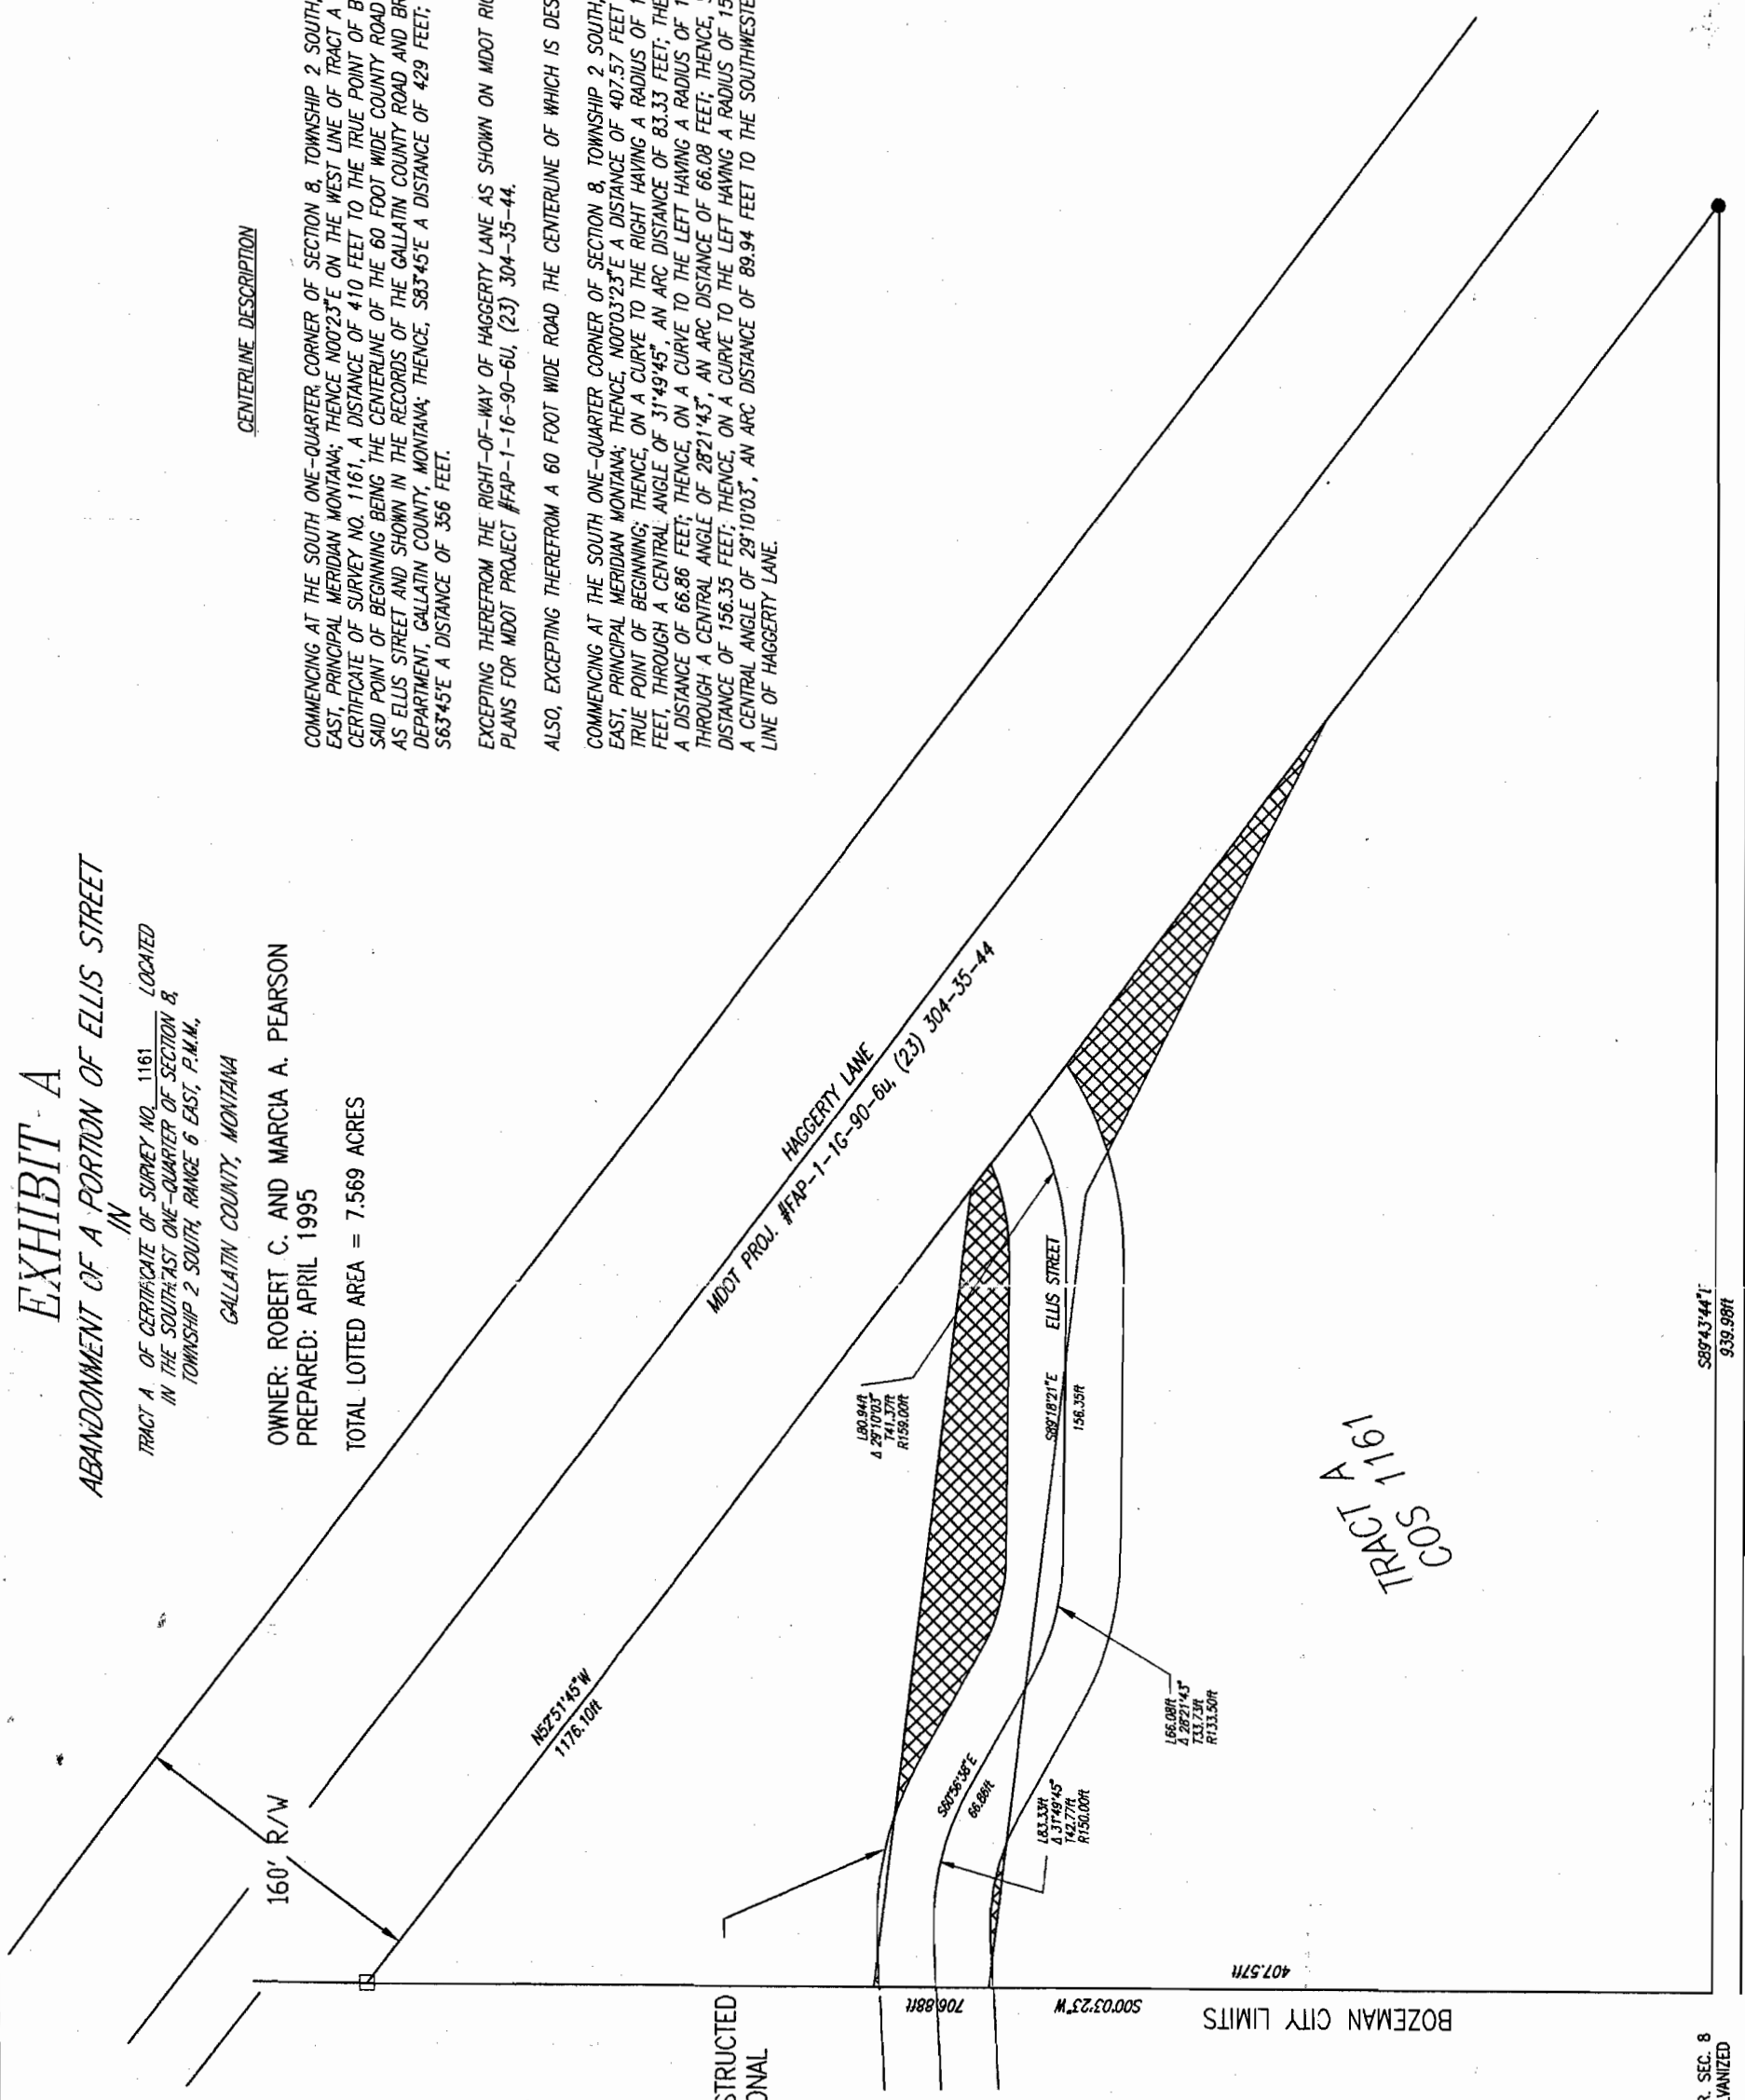 EXHIBIT A
ABANDONMENT OF A PORTION OF ELLIS STREET
IN
TRACT A OF CERTIFICATE OF SURVEY NO. 1161 LOCATED
IN THE SOUTHEAST ONE-QUARTER OF SECTION 8,
TOWNSHIP 2 SOUTH, RANGE 6 EAST, P.M.M.,
GALLATIN COUNTY, MONTANA
OWNER: ROBERT C. AND MARCIA A. PEARSON
PREPARED: APRIL 1995
TOTAL LOTTED AREA = 7.569 ACRES
CENTERLINE DESCRIPTION
COMMENCING AT THE SOUTH ONE-QUARTER CORNER OF SECTION 8, TOWNSHIP 2 SOUTH,
EAST, PRINCIPAL MERIDIAN MONTANA; THENCE N00°23"E ON THE WEST LINE OF TRACT A
CERTIFICATE OF SURVEY NO. 1161, A DISTANCE OF 410 FEET TO THE TRUE POINT OF B
SAID POINT OF BEGINNING BEING THE CENTERLINE OF THE 60 FOOT WIDE COUNTY ROAD
AS ELLIS STREET AND SHOWN IN THE RECORDS OF THE GALLATIN COUNTY ROAD AND BR
DEPARTMENT, GALLATIN COUNTY, MONTANA; THENCE, S83°45'E A DISTANCE OF 429 FEET;
S63°45'E A DISTANCE OF 356 FEET.
EXCEPTING THEREFROM THE RIGHT-OF-WAY OF HAGGERTY LANE AS SHOWN ON MDOT RIG
PLANS FOR MDOT PROJECT #FAP-1-16-90-6U, (23) 304-35-44.
ALSO, EXCEPTING THEREFROM A 60 FOOT WIDE ROAD THE CENTERLINE OF WHICH IS DES
COMMENCING AT THE SOUTH ONE-QUARTER CORNER OF SECTION 8, TOWNSHIP 2 SOUTH,
EAST, PRINCIPAL MERIDIAN MONTANA; THENCE, N00°03'23"E A DISTANCE OF 407.57 FEET
TRUE POINT OF BEGINNING; THENCE, ON A CURVE TO THE RIGHT HAVING A RADIUS OF 1
FEET, THROUGH A CENTRAL ANGLE OF 31°49'45", AN ARC DISTANCE OF 83.33 FEET; THE
A DISTANCE OF 66.86 FEET; THENCE, ON A CURVE TO THE LEFT HAVING A RADIUS OF 1
THROUGH A CENTRAL ANGLE OF 28°21'43", AN ARC DISTANCE OF 66.08 FEET; THENCE,
DISTANCE OF 156.35 FEET; THENCE, ON A CURVE TO THE LEFT HAVING A RADIUS OF 15
A CENTRAL ANGLE OF 29°10'03", AN ARC DISTANCE OF 89.94 FEET TO THE SOUTHWESTE
LINE OF HAGGERTY LANE.
160' R/W
N52°51'45"W
1176.10ft
HAGGERTY LANE
MDOT PROJ. #FAP-1-1G-90-6u, (23) 304-35-44
L80.94ft
Δ 29°10'03"
T41.37ft
R159.00ft
S89°18'21"E
156.35ft
ELLIS STREET
S60°56'38"E
66.86ft
L83.33ft
Δ 31°49'45"
T42.77ft
R150.00ft
L66.08ft
Δ 28°21'43"
T33.73ft
R133.50ft
STRUCTED
ONAL
706.88ft
S00°03'23"W
407.57ft
BOZEMAN CITY LIMITS
TRACT A
COS 1161
S89°43'44"E
939.98ft
R. SEC. 8
VANIZED